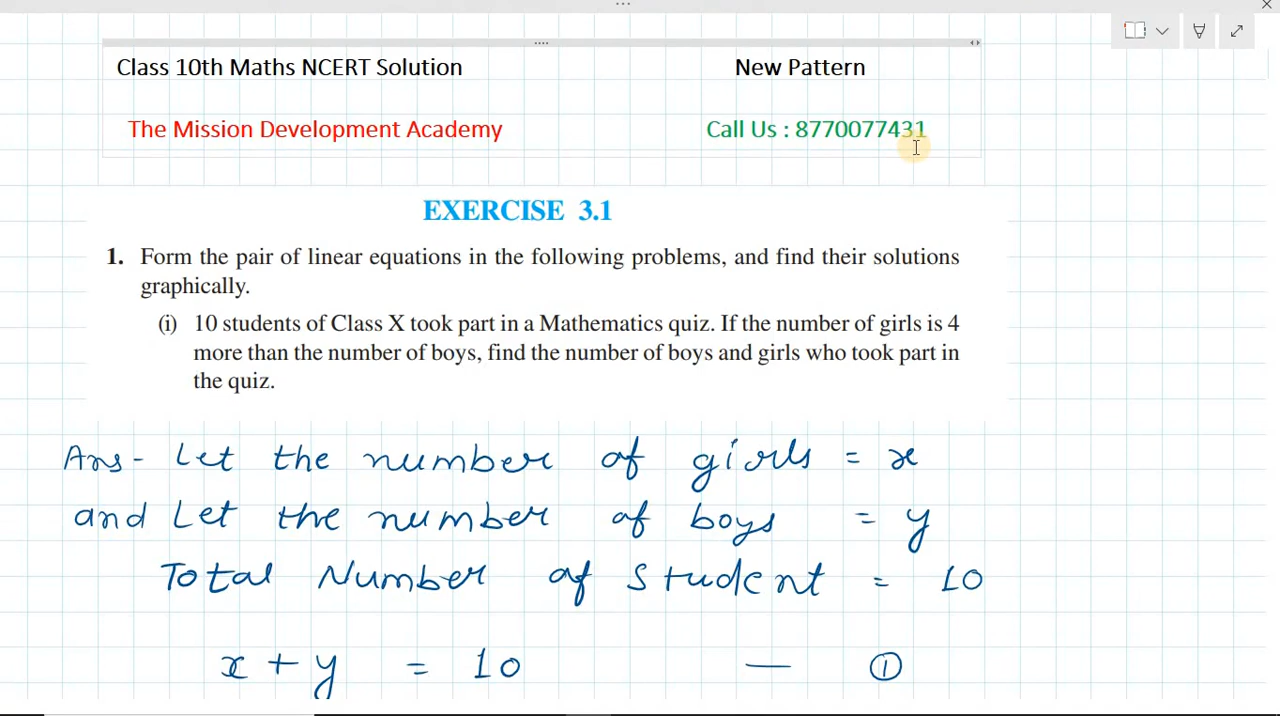 Class 10th Maths NCERT Solution New Pattern
The Mission Development Academy Call Us : 8770077431
EXERCISE 3.1
1. Form the pair of linear equations in the following problems, and find their solutions
graphically.
(i) 10 students of Class X took part in a Mathematics quiz. If the number of girls is 4
more than the number of boys, find the number of boys and girls who took part in
the quiz.
Ans - Let the number of girls = x
and Let the number of boys = y
Total Number of Student = 10
x + y = 10 — ①